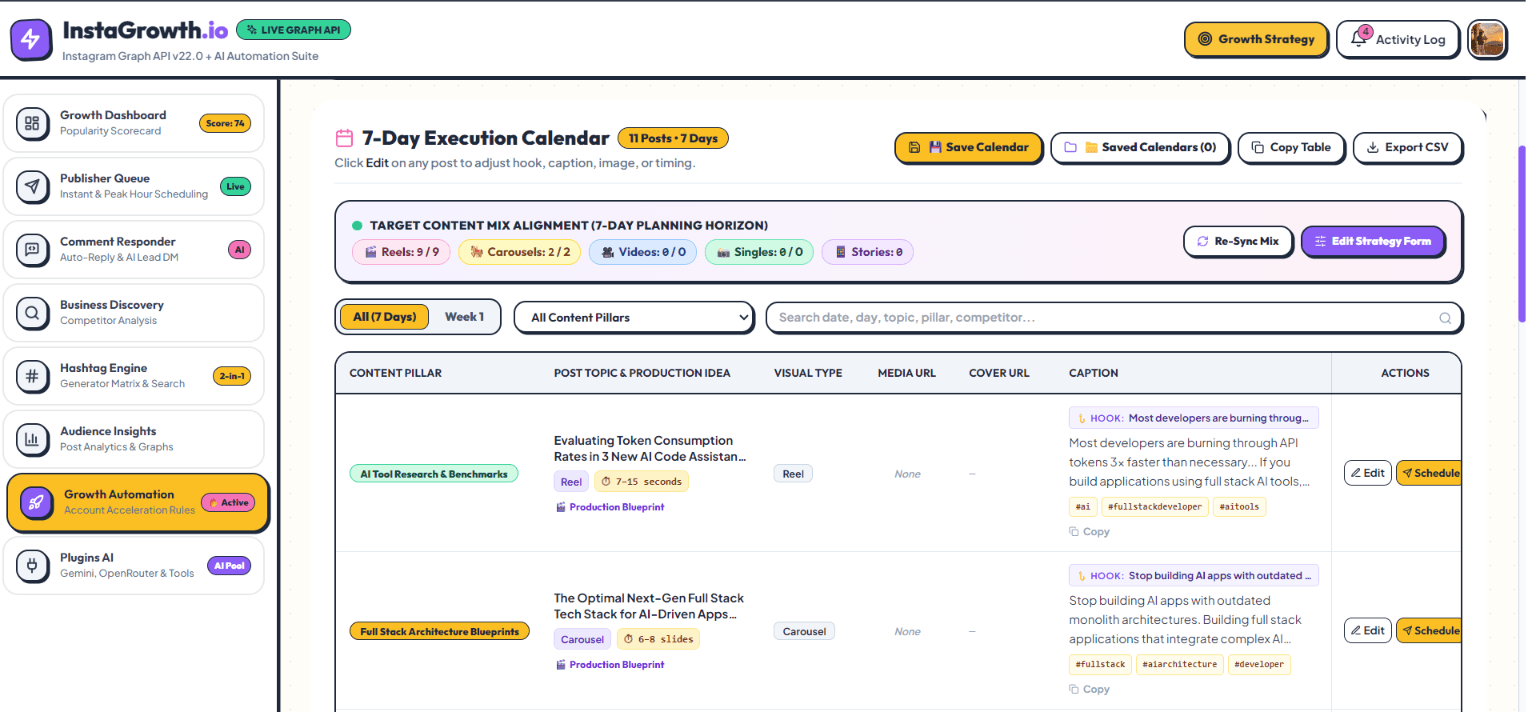 InstaGrowth.io
LIVE GRAPH API
Instagram Graph API v22.0 + AI Automation Suite
Growth Strategy
4
Activity Log
Growth Dashboard
Popularity Scorecard
Score: 74
Publisher Queue
Instant & Peak Hour Scheduling
Live
Comment Responder
Auto-Reply & AI Lead DM
AI
Business Discovery
Competitor Analysis
Hashtag Engine
Generator Matrix & Search
2-in-1
Audience Insights
Post Analytics & Graphs
Growth Automation
Account Acceleration Rules
Active
Plugins AI
Gemini, OpenRouter & Tools
AI Pool
7-Day Execution Calendar
11 Posts • 7 Days
Click Edit on any post to adjust hook, caption, image, or timing.
Save Calendar
Saved Calendars (0)
Copy Table
Export CSV
TARGET CONTENT MIX ALIGNMENT (7-DAY PLANNING HORIZON)
Reels: 9 / 9
Carousels: 2 / 2
Videos: 0 / 0
Singles: 0 / 0
Stories: 0
Re-Sync Mix
Edit Strategy Form
All (7 Days)
Week 1
All Content Pillars
Search date, day, topic, pillar, competitor...
CONTENT PILLAR
POST TOPIC & PRODUCTION IDEA
VISUAL TYPE
MEDIA URL
COVER URL
CAPTION
ACTIONS
AI Tool Research & Benchmarks
Evaluating Token Consumption
Rates in 3 New AI Code Assistan...
Reel
7–15 seconds
Production Blueprint
Reel
None
–
HOOK: Most developers are burning throug...
Most developers are burning through API
tokens 3x faster than necessary... If you
build applications using full stack AI tools,...
#ai
#fullstackdeveloper
#aitools
Copy
Edit
Schedule
Full Stack Architecture Blueprints
The Optimal Next-Gen Full Stack
Tech Stack for AI-Driven Apps...
Carousel
6–8 slides
Production Blueprint
Carousel
None
–
HOOK: Stop building AI apps with outdated ...
Stop building AI apps with outdated
monolith architectures. Building full stack
applications that integrate complex AI...
#fullstack
#aiarchitecture
#developer
Copy
Edit
Schedule